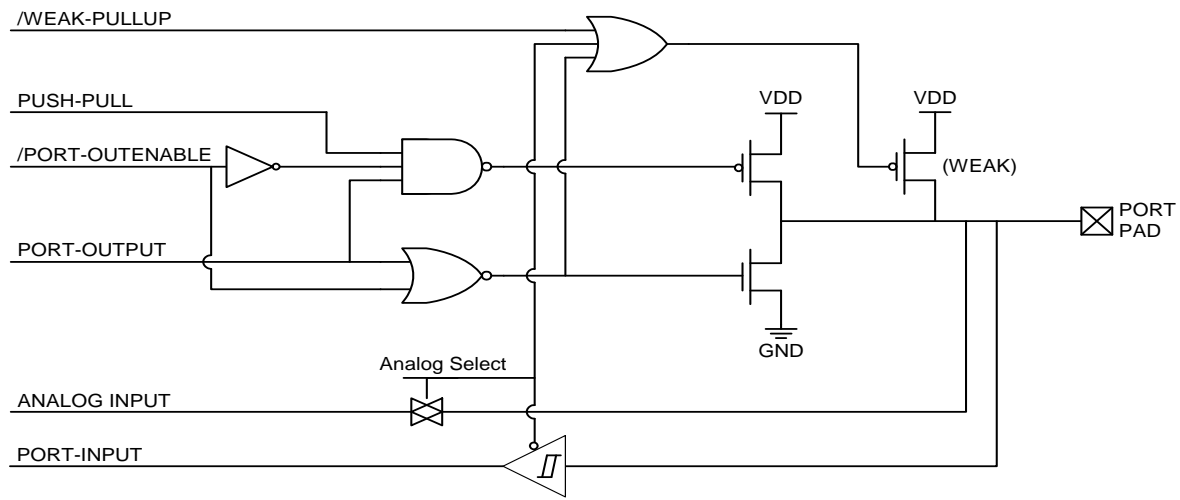 /WEAK-PULLUP
PUSH-PULL
VDD
VDD
/PORT-OUTENABLE
(WEAK)
PORT
PAD
PORT-OUTPUT
GND
Analog Select
ANALOG INPUT
PORT-INPUT